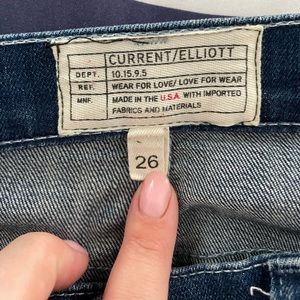 CURRENT/ELLIOTT
DEPT. 10.15.9.5
REF. WEAR FOR LOVE/ LOVE FOR WEAR
MNF. MADE IN THE U.S.A. WITH IMPORTED
FABRICS AND MATERIALS
26